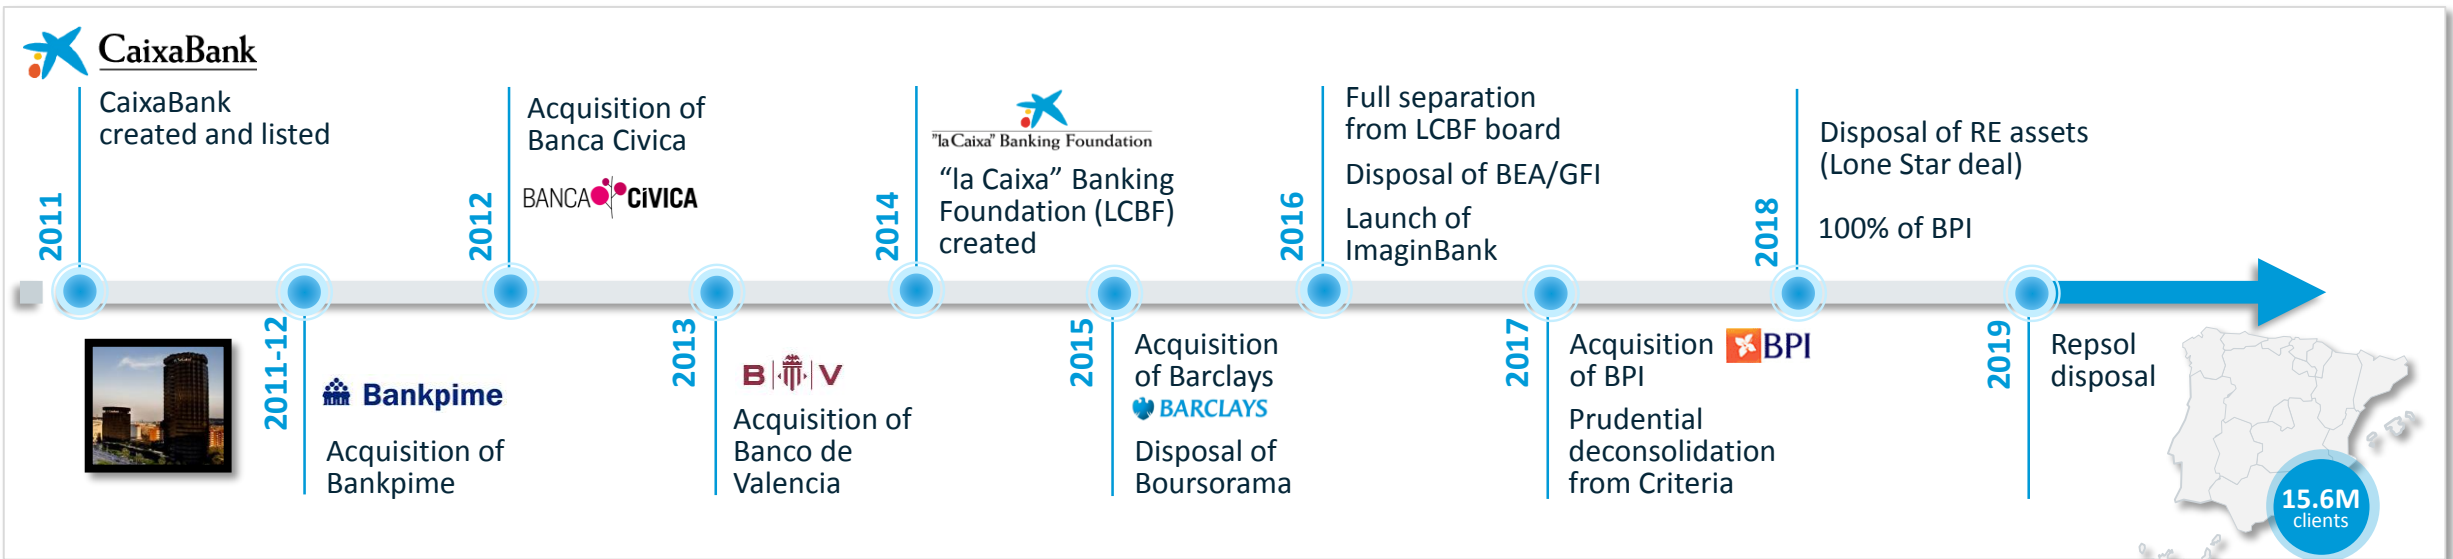 CaixaBank
CaixaBank
created and listed
2011
2011-12
Bankpime
Acquisition of
Bankpime
2012
Acquisition of
Banca Civica
BANCA CÍVICA
2013
B V
Acquisition of
Banco de
Valencia
2014
"la Caixa" Banking Foundation
“la Caixa” Banking
Foundation (LCBF)
created
2015
Acquisition
of Barclays
BARCLAYS
Disposal of
Boursorama
2016
Full separation
from LCBF board
Disposal of BEA/GFI
Launch of
ImaginBank
2017
Acquisition
of BPI
BPI
Prudential
deconsolidation
from Criteria
2018
Disposal of RE assets
(Lone Star deal)
100% of BPI
2019
Repsol
disposal
15.6M
clients